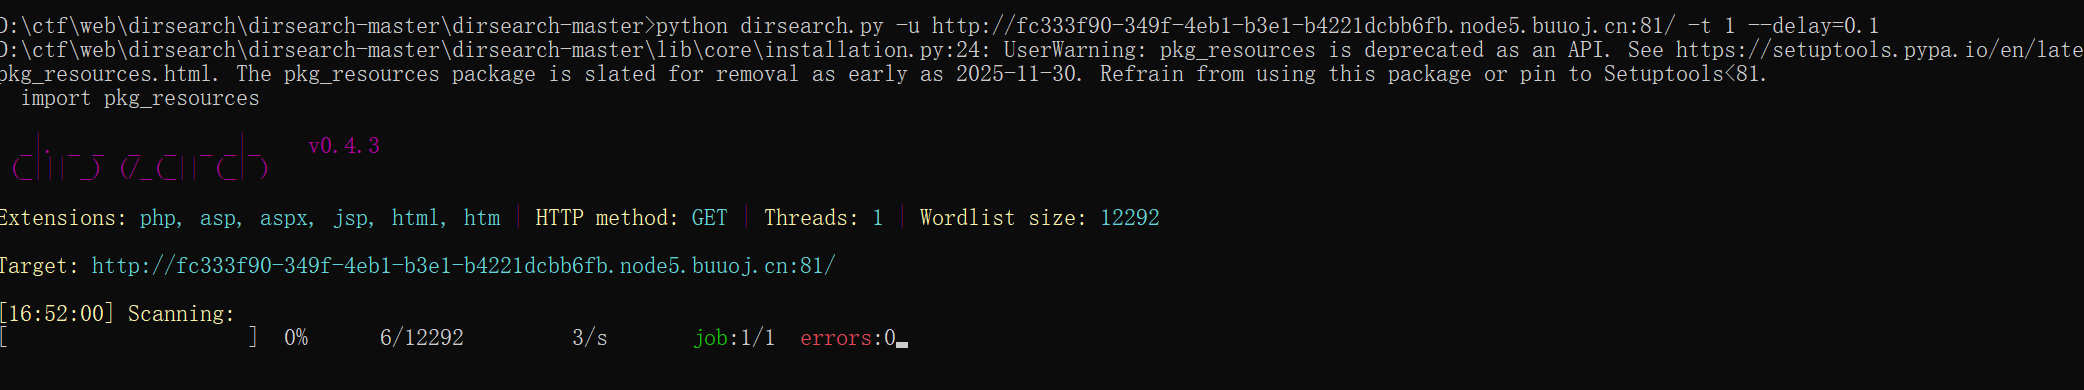 D:\ctf\web\dirsearch\dirsearch-master\dirsearch-master>python dirsearch.py -u http://fc333f90-349f-4eb1-b3e1-b4221dcbb6fb.node5.buuoj.cn:81/ -t 1 --delay=0.1
D:\ctf\web\dirsearch\dirsearch-master\dirsearch-master\lib\core\installation.py:24: UserWarning: pkg_resources is deprecated as an API. See https://setuptools.pypa.io/en/late
pkg_resources.html. The pkg_resources package is slated for removal as early as 2025-11-30. Refrain from using this package or pin to Setuptools<81.
  import pkg_resources
  _|. _ _  _  _  _ _|_    v0.4.3
 (_||| _) (/_(_|| (_| )
Extensions: php, asp, aspx, jsp, html, htm | HTTP method: GET | Threads: 1 | Wordlist size: 12292
Target: http://fc333f90-349f-4eb1-b3e1-b4221dcbb6fb.node5.buuoj.cn:81/
[16:52:00] Scanning:
[                    ]  0%      6/12292         3/s       job:1/1  errors:0